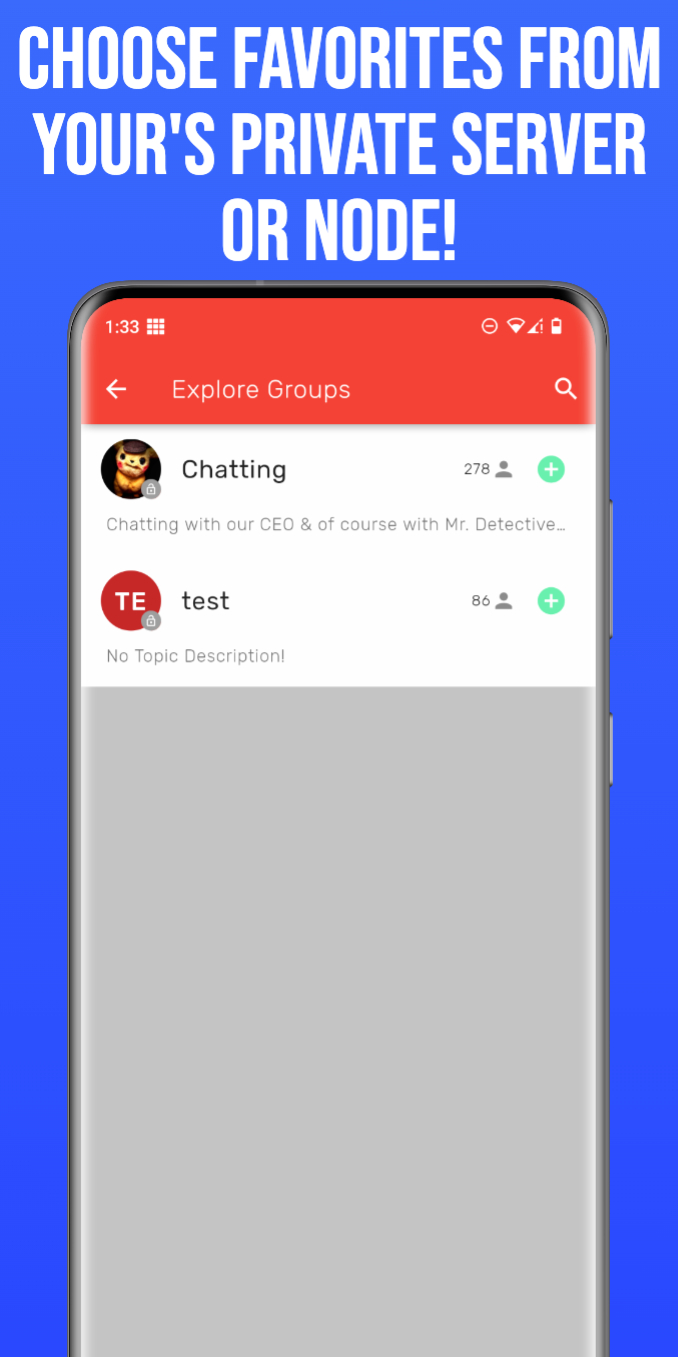 CHOOSE FAVORITES FROM
YOUR'S PRIVATE SERVER
OR NODE!
1:33
Explore Groups
Chatting
278
Chatting with our CEO & of course with Mr. Detective…
TE
test
86
No Topic Description!